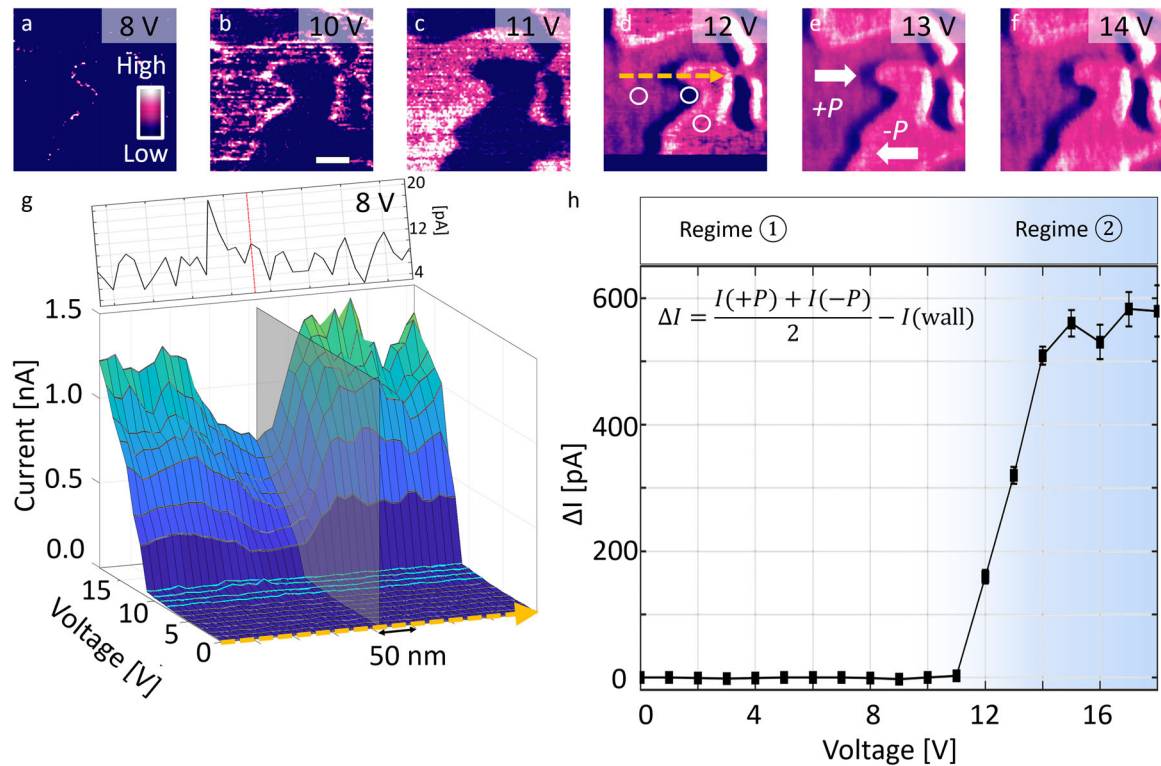 a
8 V
High
Low
b
10 V
c
11 V
d
12 V
e
13 V
+P
-P
f
14 V
g
8 V
20
12
4
[pA]
1.5
1.0
0.5
0.0
Current [nA]
15
10
5
0
Voltage [V]
50 nm
h
Regime ①
Regime ②
ΔI = (I(+P) + I(−P))/2 − I(wall)
600
400
200
0
ΔI [pA]
0
4
8
12
16
Voltage [V]